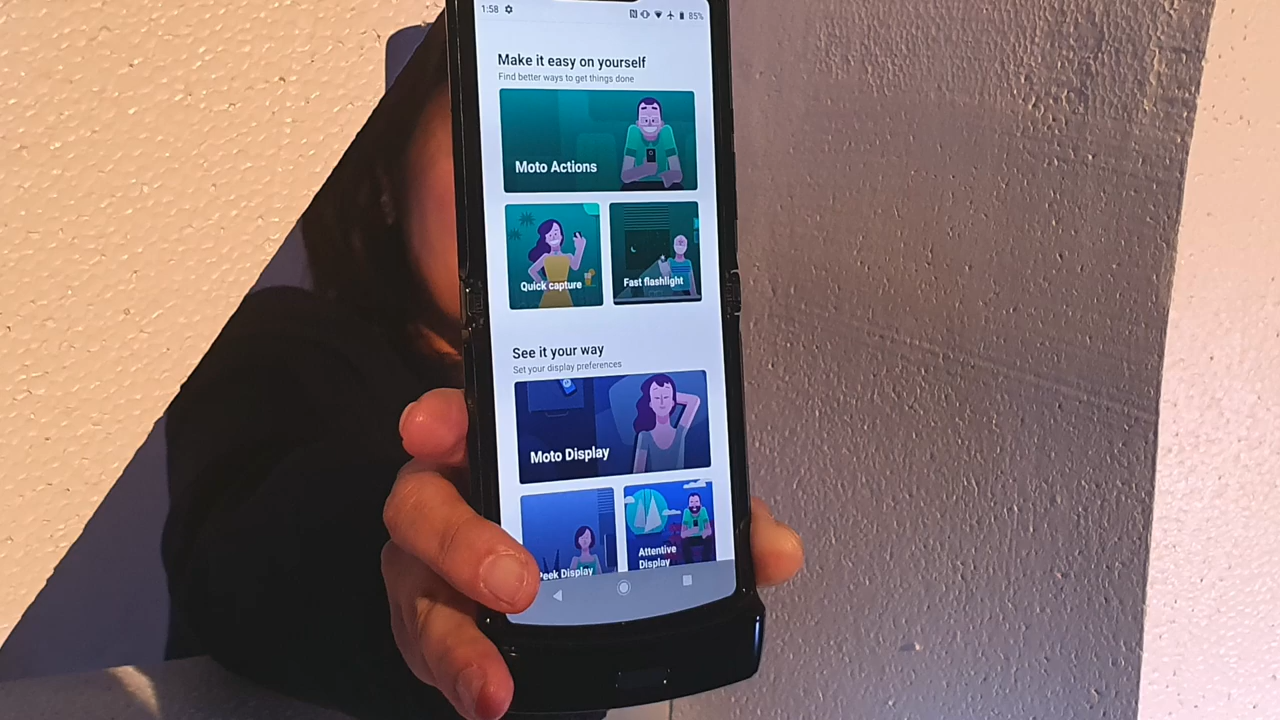 1:58 85%
Make it easy on yourself
Find better ways to get things done
Moto Actions
Quick capture Fast flashlight
See it your way
Set your display preferences
Moto Display
Peek Display Attentive
Display